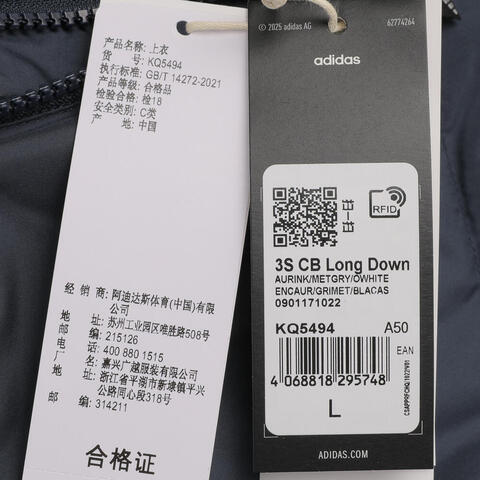 产品名称: 上衣
货 号: KQ5494
执行标准: GB/T 14272-2021
产品等级: 合格品
检验合格: 检18
安全类别: C类
产 地: 中国
经 销 商: 阿迪达斯体育(中国)有限公司
地 址: 苏州工业园区唯胜路508号
邮 编: 215126
电 话: 400 880 1515
厂 名: 嘉兴广越服装有限公司
地 址: 浙江省平湖市新埭镇平兴公路同心段318号
邮 编: 314211
合格证
© 2025 adidas AG
62774264
adidas
RFID
3S CB Long Down
AURINK/METGRY/OWHITE
ENCAUR/GRIMET/BLACAS
0901171022
KQ5494 A50
EAN
4 068818 295748
L
ADIDAS.COM